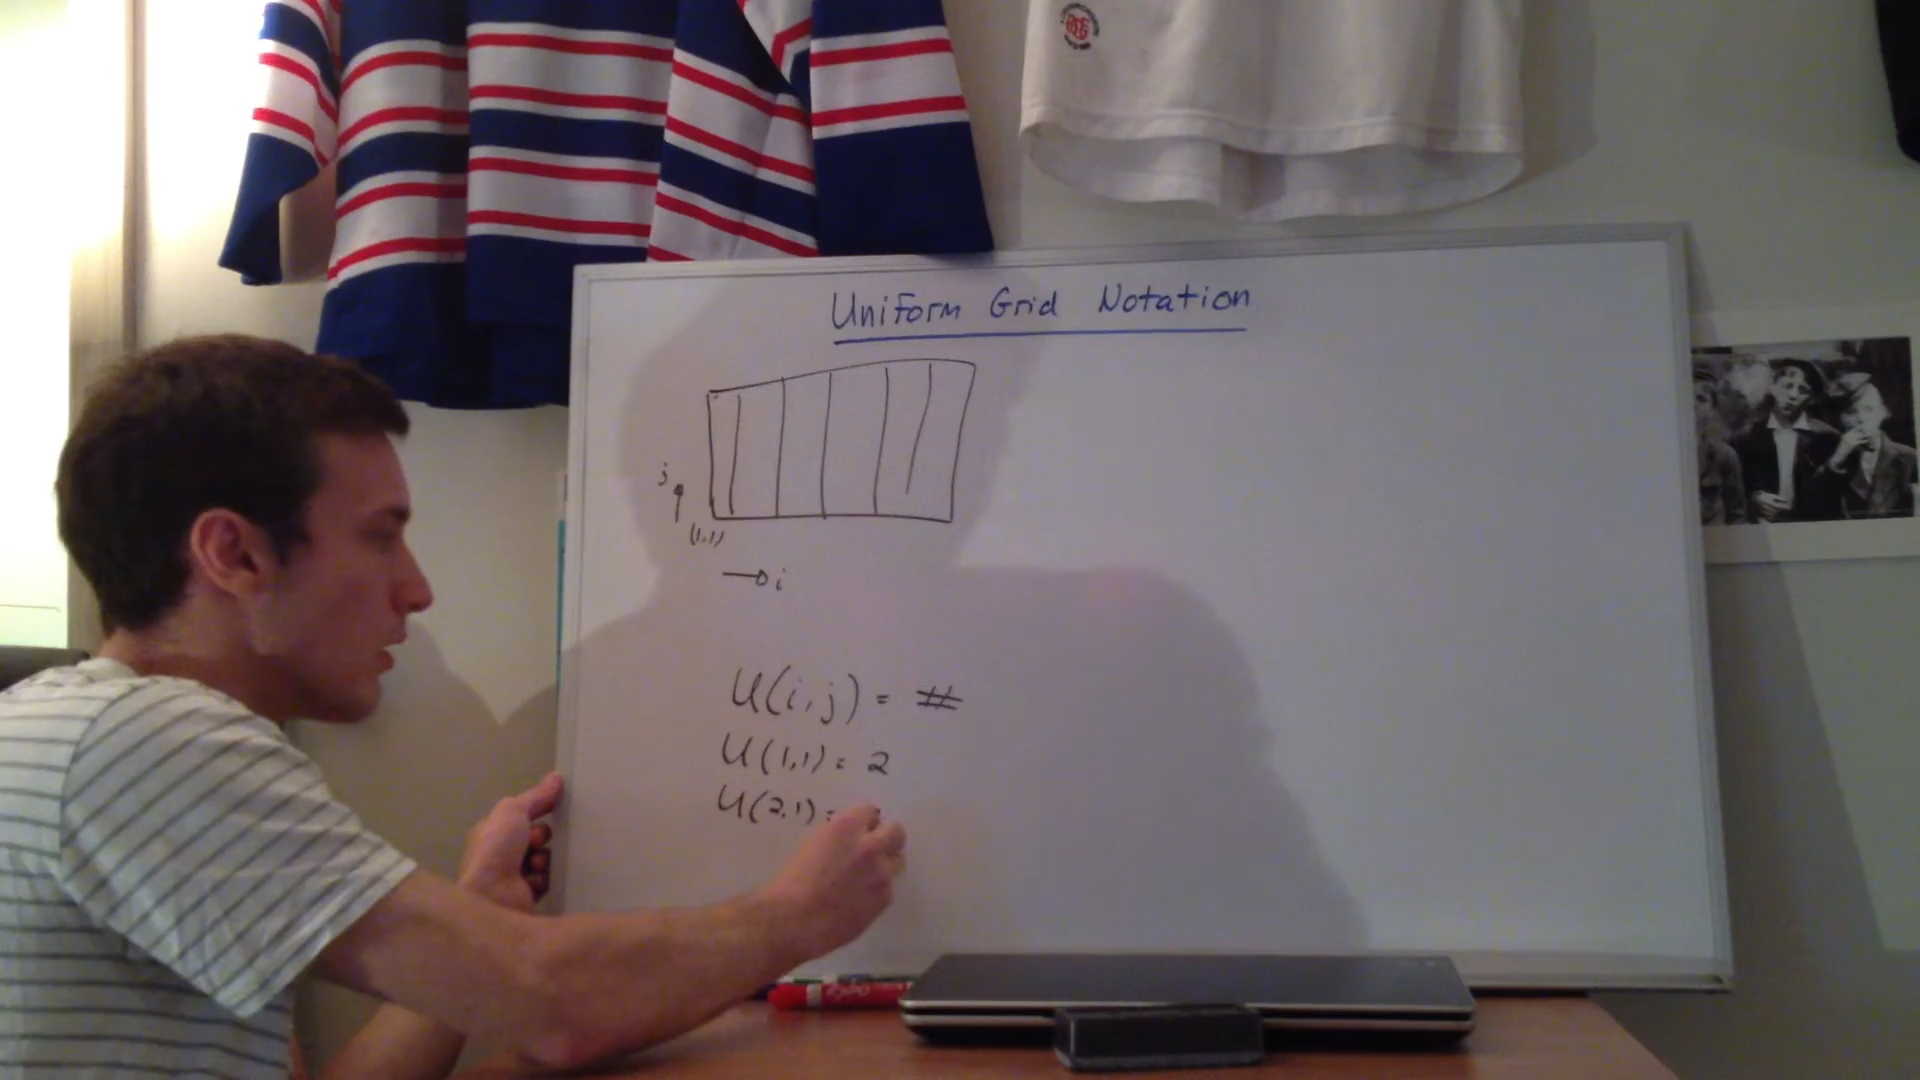 Uniform Grid Notation
j
(1,1)
i
U(i,j) = #
U(1,1) = 2
U(2,1) =